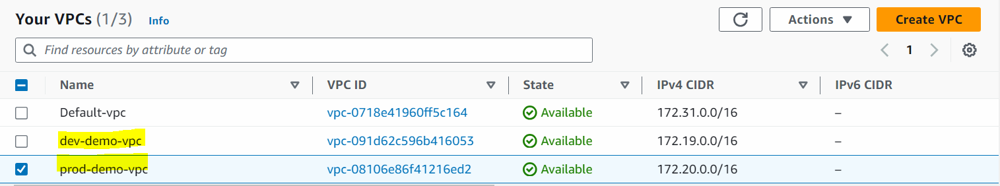 Your VPCs (1/3) Info Actions Create VPC
Find resources by attribute or tag 1
Name VPC ID State IPv4 CIDR IPv6 CIDR
Default-vpc vpc-0718e41960ff5c164 Available 172.31.0.0/16 –
dev-demo-vpc vpc-091d62c596b416053 Available 172.19.0.0/16 –
prod-demo-vpc vpc-08106e86f41216ed2 Available 172.20.0.0/16 –